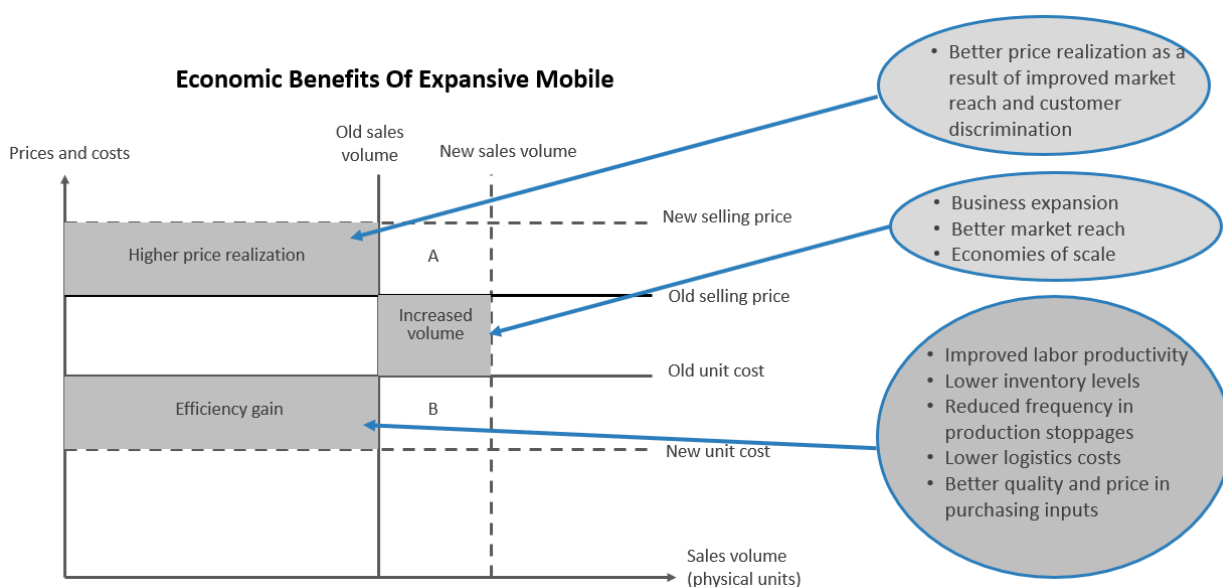 Economic Benefits Of Expansive Mobile
Prices and costs
Old sales
volume
New sales volume
New selling price
Higher price realization
A
Old selling price
Increased
volume
Old unit cost
Efficiency gain
B
New unit cost
Sales volume
(physical units)
• Better price realization as a
result of improved market
reach and customer
discrimination
• Business expansion
• Better market reach
• Economies of scale
• Improved labor productivity
• Lower inventory levels
• Reduced frequency in
production stoppages
• Lower logistics costs
• Better quality and price in
purchasing inputs